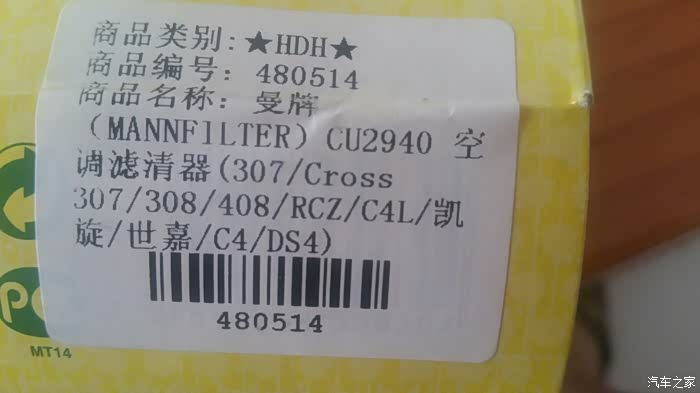 商品类别:★HDH★
商品编号: 480514
商品名称: 曼牌
（MANNFILTER）CU2940 空
调滤清器(307/Cross
307/308/408/RCZ/C4L/凯
旋/世嘉/C4/DS4)
480514
MT14
汽车之家